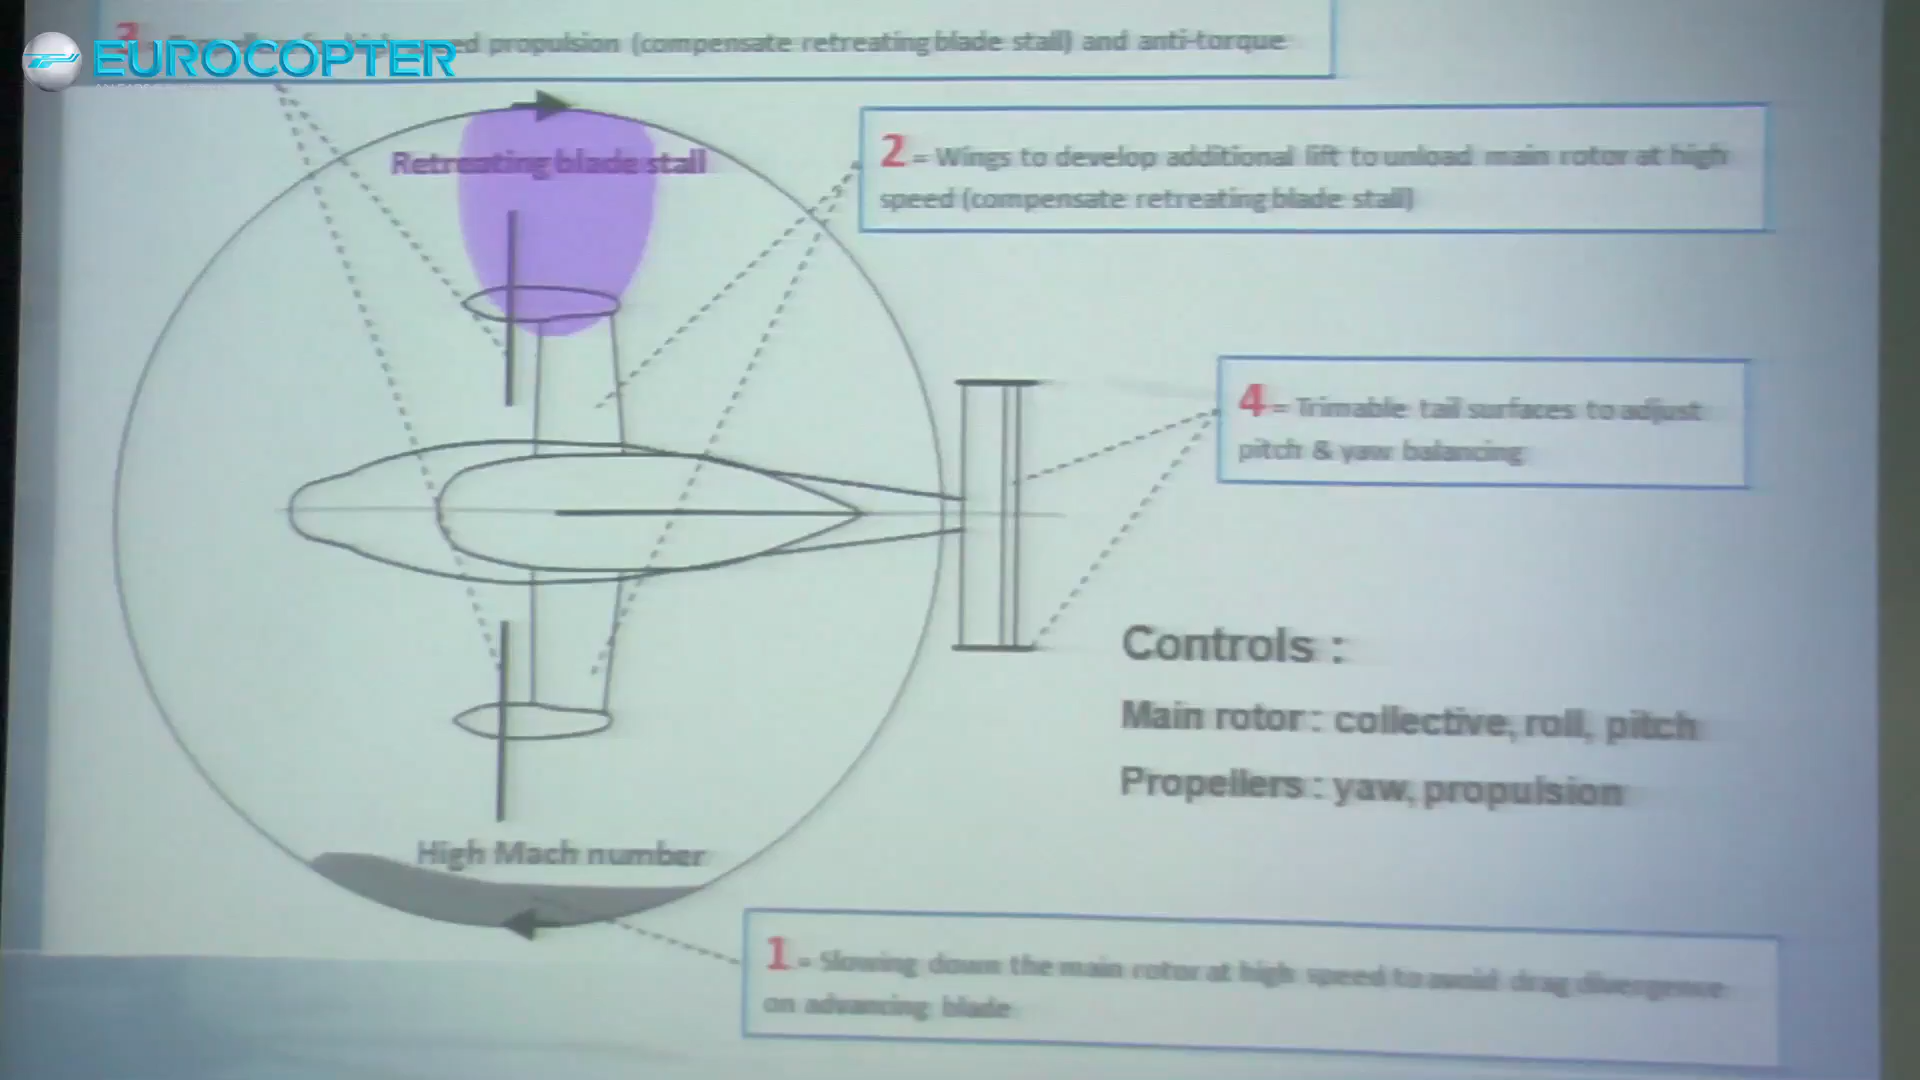 3
EUROCOPTER
propulsion (compensate retreating blade stall) and anti-torque
Retreating blade stall
2 = Wings to develop additional lift to unload main rotor at high
speed (compensate retreating blade stall)
4 = Trimable tail surfaces to adjust
pitch & yaw balancing
Controls :
Main rotor : collective, roll, pitch
Propellers : yaw, propulsion
High Mach number
1 = Slowing down the main rotor at high speed to avoid drag divergence
on advancing blade